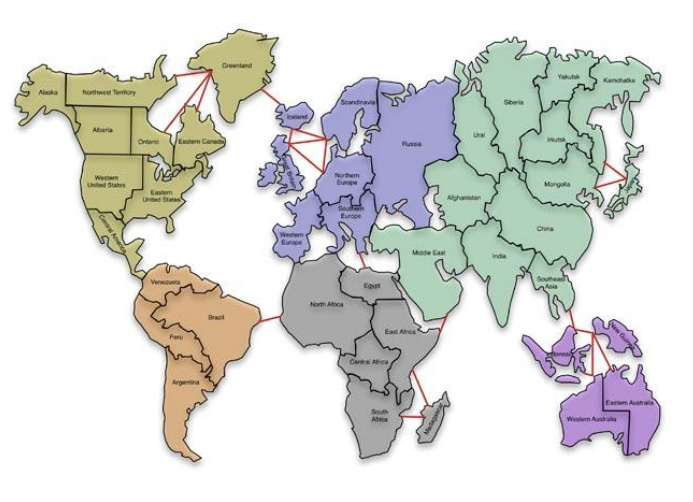 Greenland
Alaska
Northwest Territory
Alberta
Ontario
Eastern Canada
Western
United States
Eastern
United States
Central America
Venezuela
Brazil
Peru
Argentina
Iceland
Scandinavia
Great Britain
Northern
Europe
Southern
Europe
Western
Europe
Russia
North Africa
Egypt
East Africa
Central Africa
South
Africa
Madagascar
Ural
Siberia
Yakutsk
Kamchatka
Irkutsk
Mongolia
Japan
Afghanistan
China
Middle East
India
Southeast
Asia
Indonesia
New Guinea
Western Australia
Eastern Australia